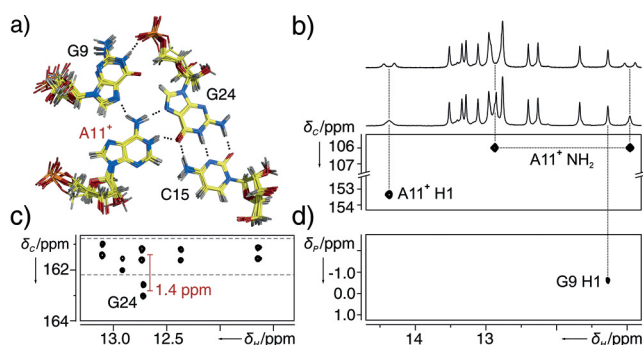 a)
G9
G24
A11⁺
C15
b)
δC/ppm
106
107
A11⁺ NH₂
153
154
A11⁺ H1
c)
δC/ppm
162
1.4 ppm
G24
164
13.0
12.5
δH/ppm
d)
δP/ppm
-1.0
0.0
1.0
G9 H1
14
13
δH/ppm